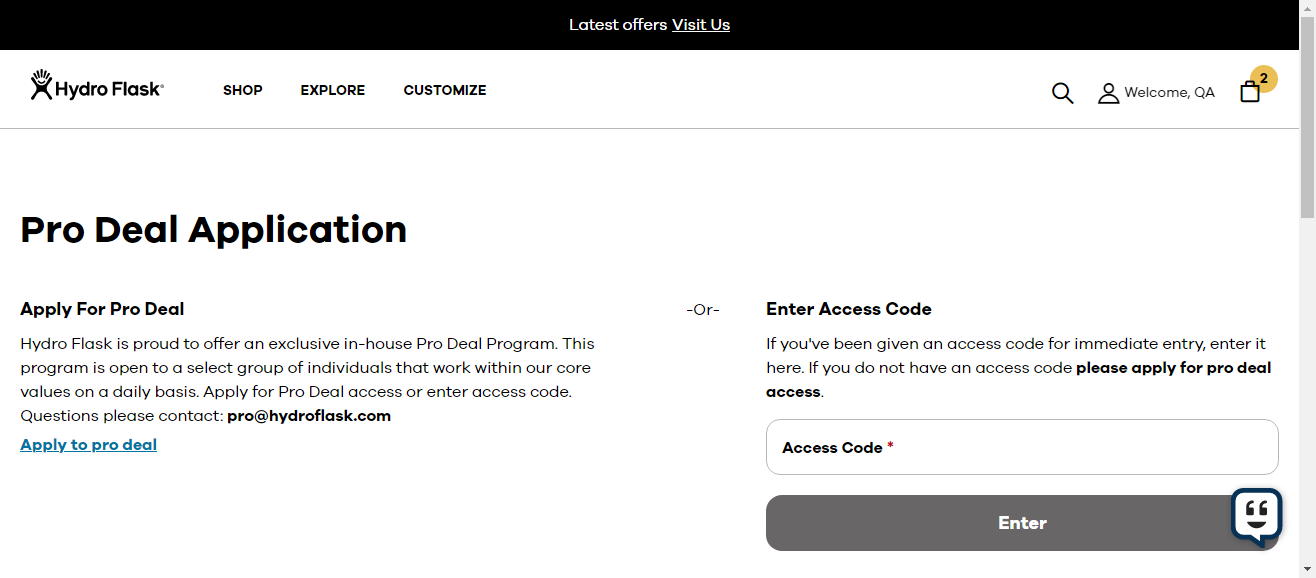 Latest offers Visit Us
Hydro Flask
SHOP
EXPLORE
CUSTOMIZE
Welcome, QA
2
Pro Deal Application
Apply For Pro Deal
Hydro Flask is proud to offer an exclusive in-house Pro Deal Program. This
program is open to a select group of individuals that work within our core
values on a daily basis. Apply for Pro Deal access or enter access code.
Questions please contact: pro@hydroflask.com
Apply to pro deal
-Or-
Enter Access Code
If you've been given an access code for immediate entry, enter it
here. If you do not have an access code please apply for pro deal
access.
Access Code *
Enter